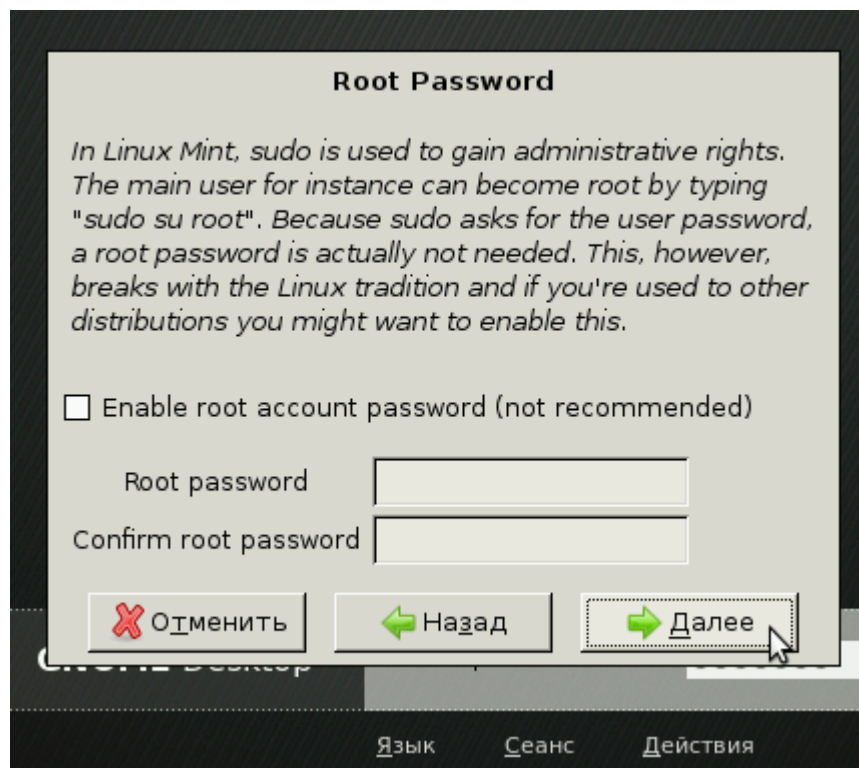 Root Password
In Linux Mint, sudo is used to gain administrative rights.
The main user for instance can become root by typing
"sudo su root". Because sudo asks for the user password,
a root password is actually not needed. This, however,
breaks with the Linux tradition and if you're used to other
distributions you might want to enable this.
Enable root account password (not recommended)
Root password
Confirm root password
Отменить Назад Далее
GNOME Desktop
Язык Сеанс Действия